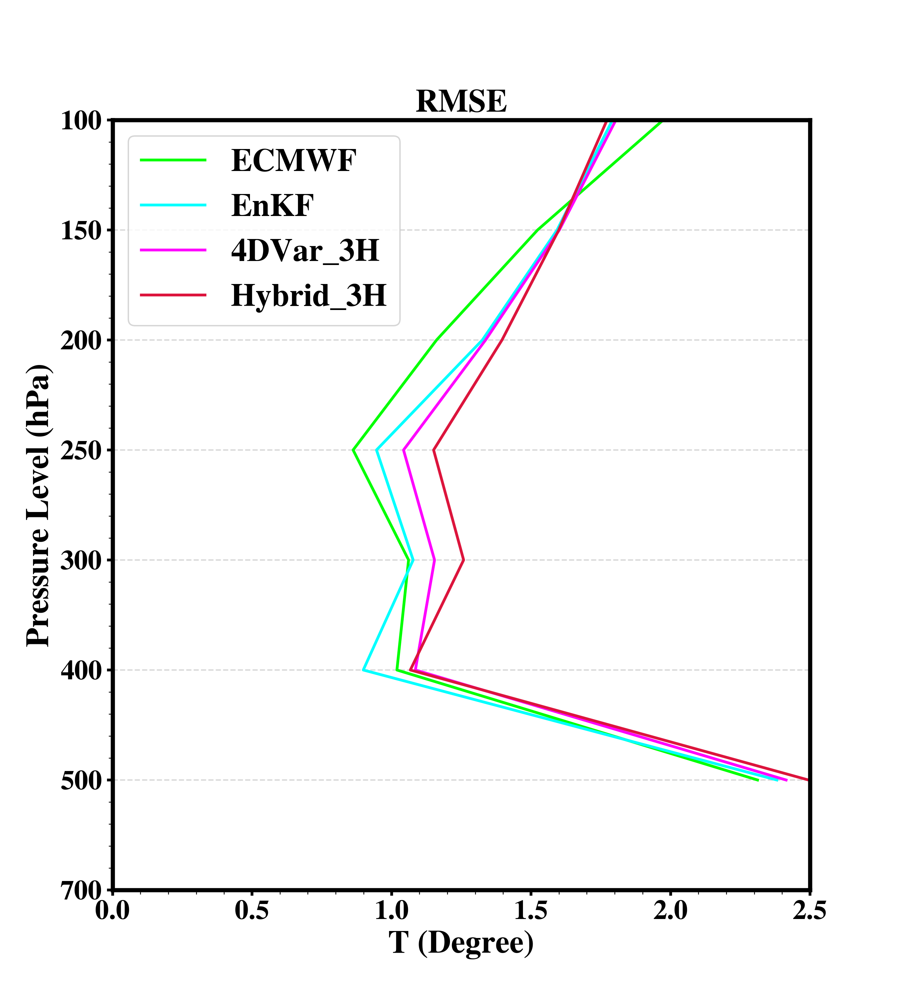 RMSE
100
150
200
250
300
400
500
700
Pressure Level (hPa)
ECMWF
EnKF
4DVar_3H
Hybrid_3H
0.0 0.5 1.0 1.5 2.0 2.5
T (Degree)